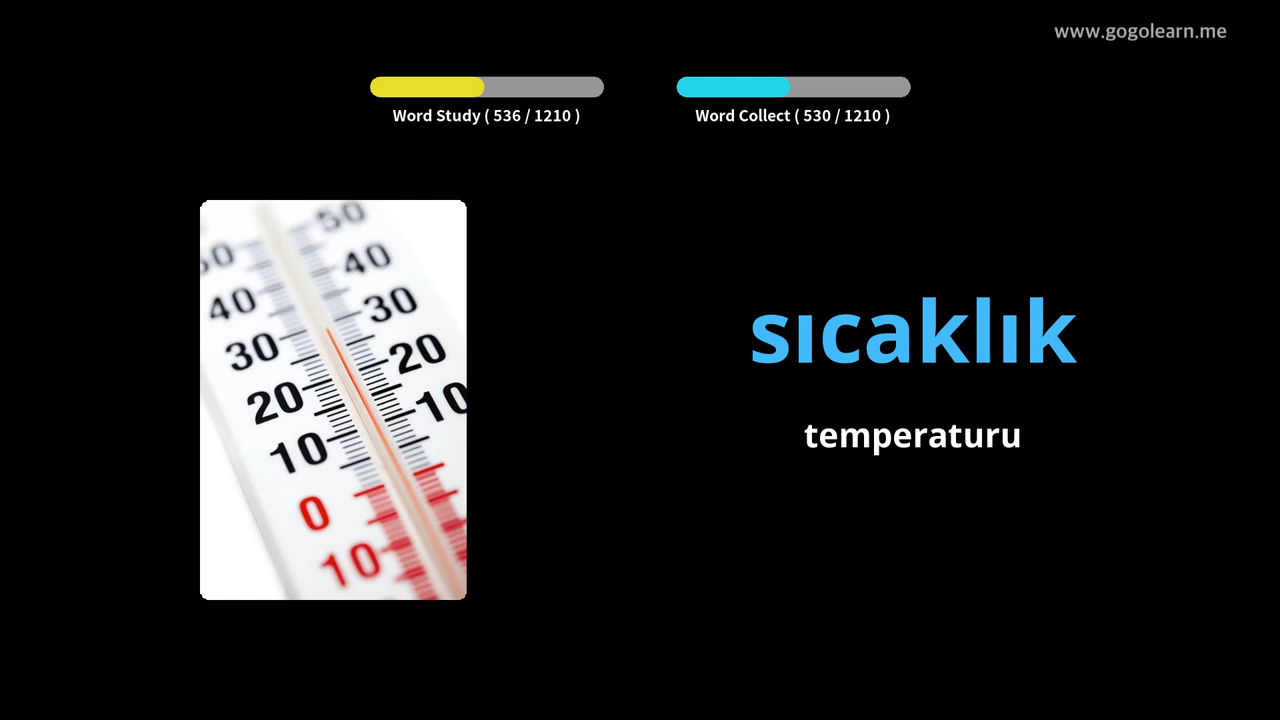 www.gogolearn.me
Word Study ( 536 / 1210 )
Word Collect ( 530 / 1210 )
50
50
40
40
30
30
20
20
10
10
0
10
sıcaklık
temperaturu